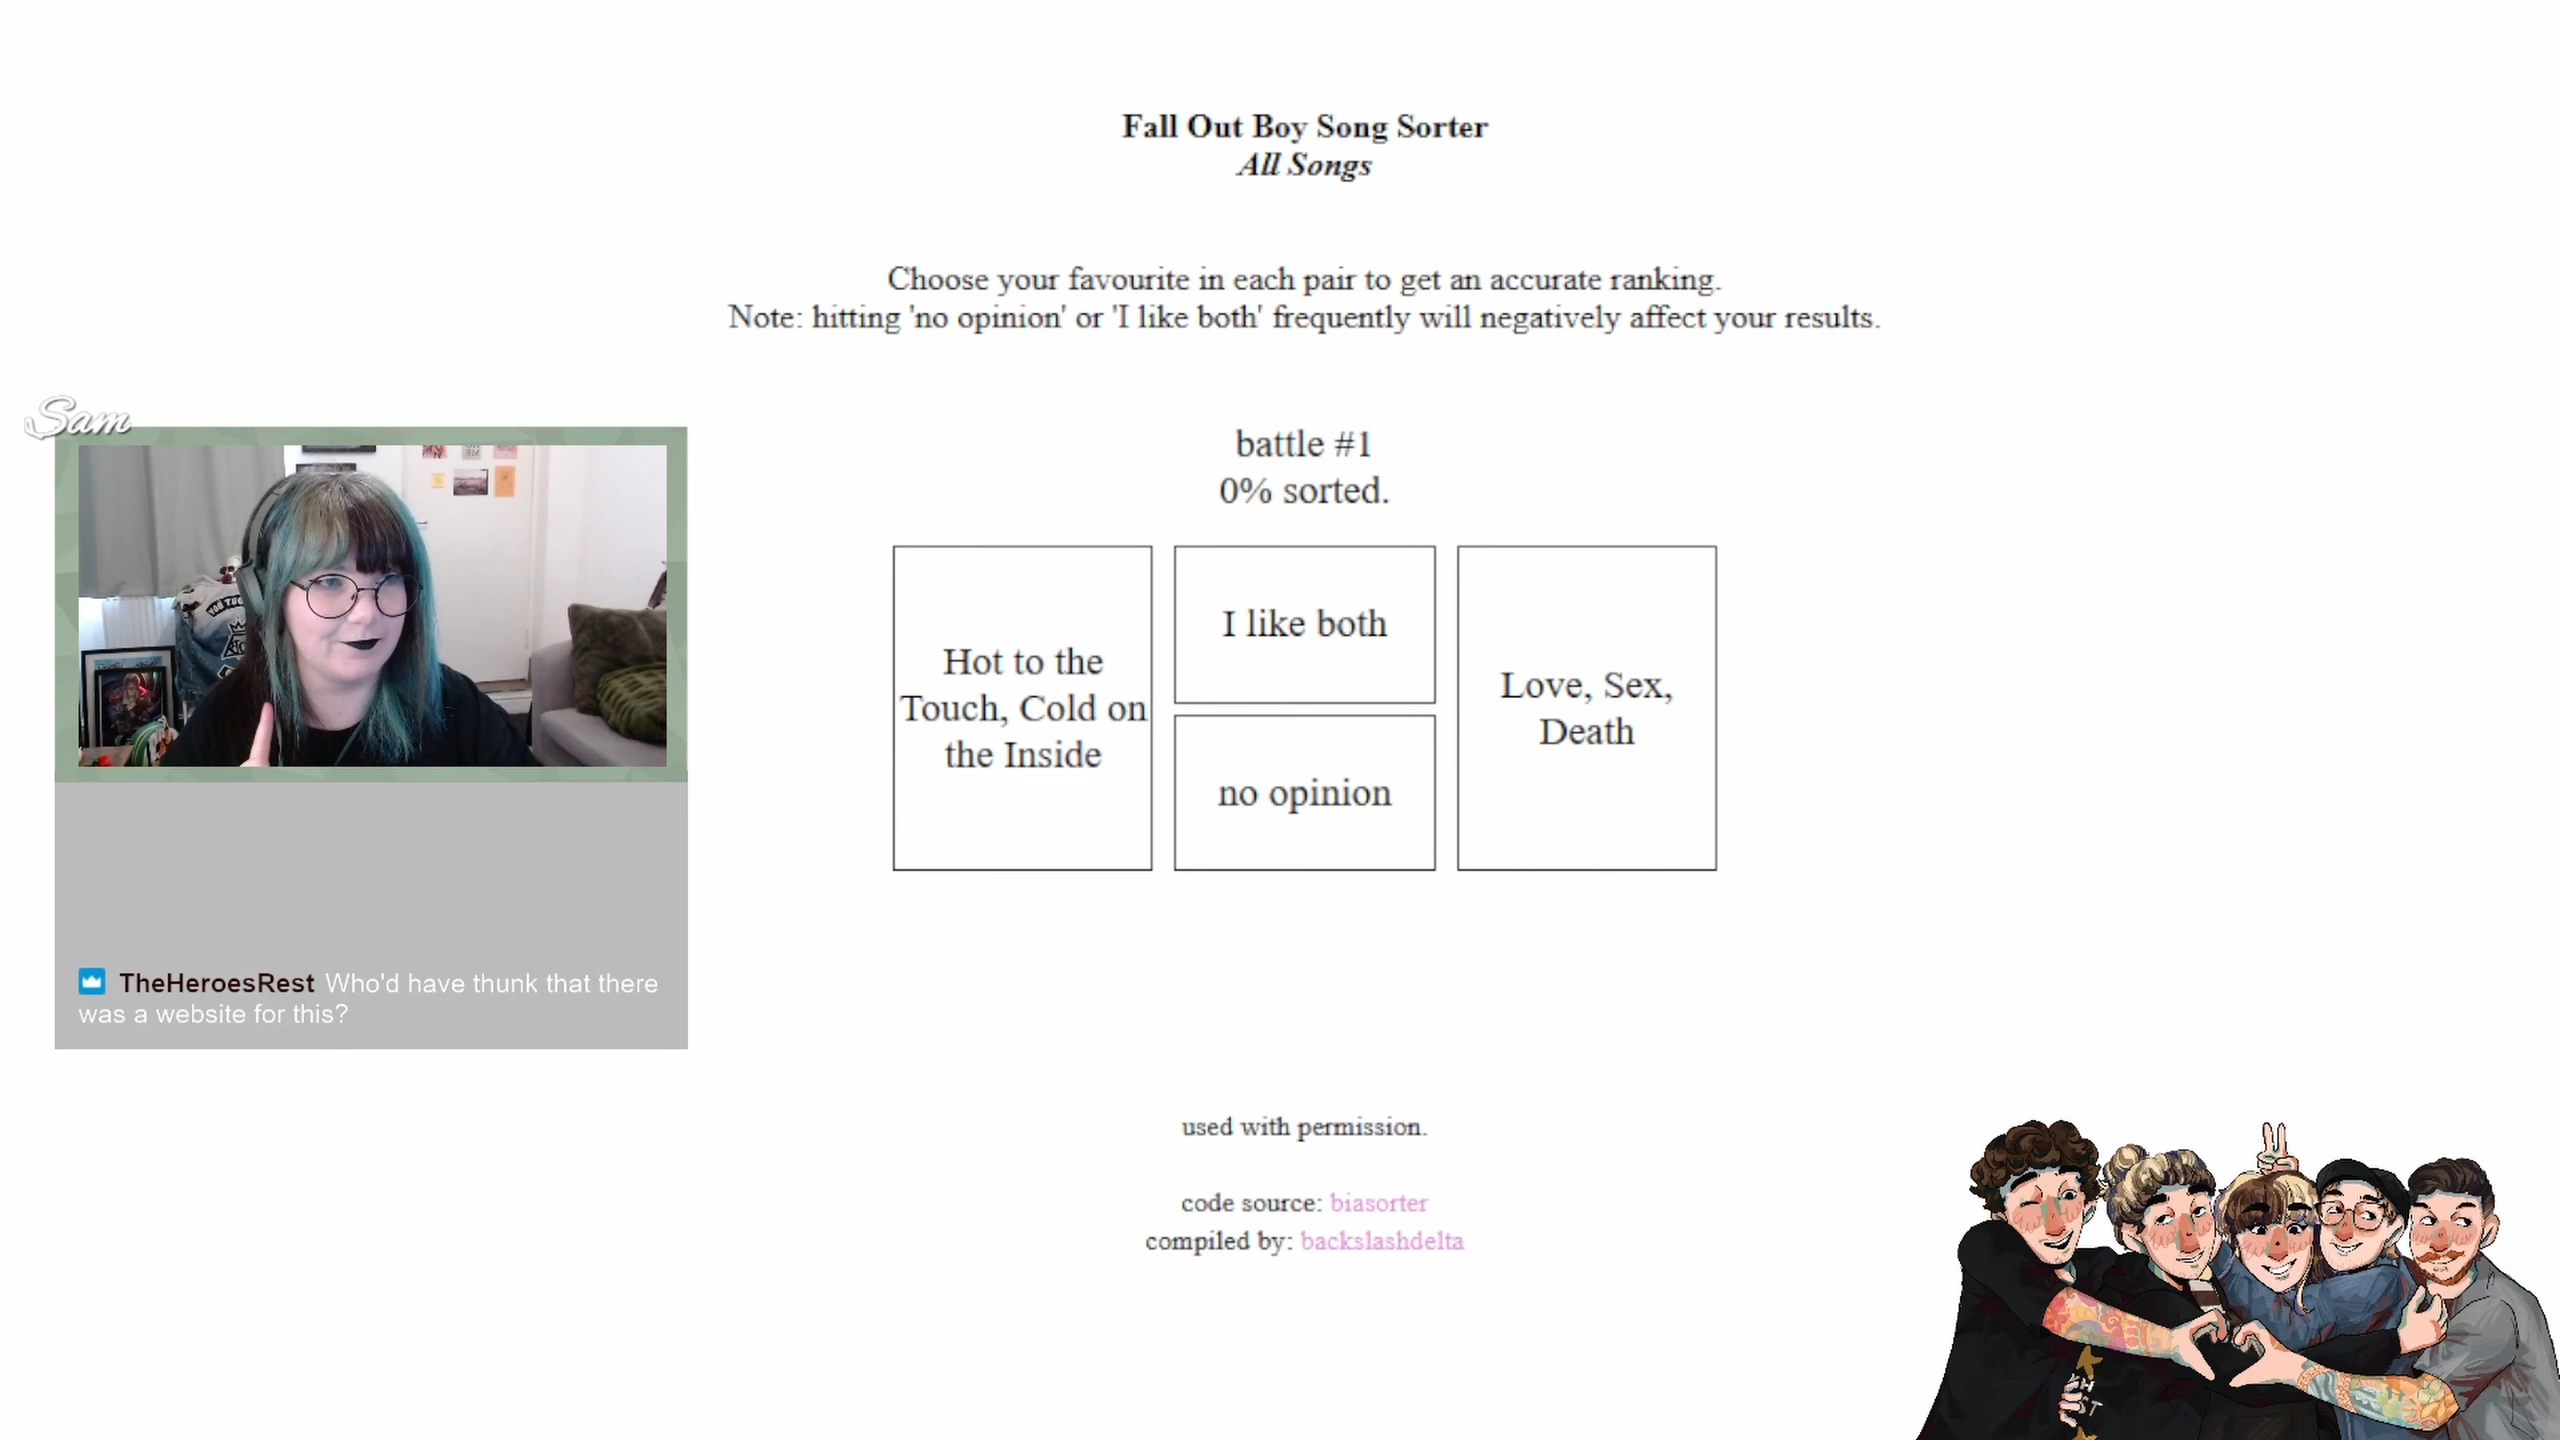 Fall Out Boy Song Sorter
All Songs
Choose your favourite in each pair to get an accurate ranking.
Note: hitting 'no opinion' or 'I like both' frequently will negatively affect your results.
Sam
battle #1
0% sorted.
Hot to the
Touch, Cold on
the Inside
I like both
no opinion
Love, Sex,
Death
TheHeroesRest Who'd have thunk that there
was a website for this?
used with permission.
code source: biasorter
compiled by: backslashdelta